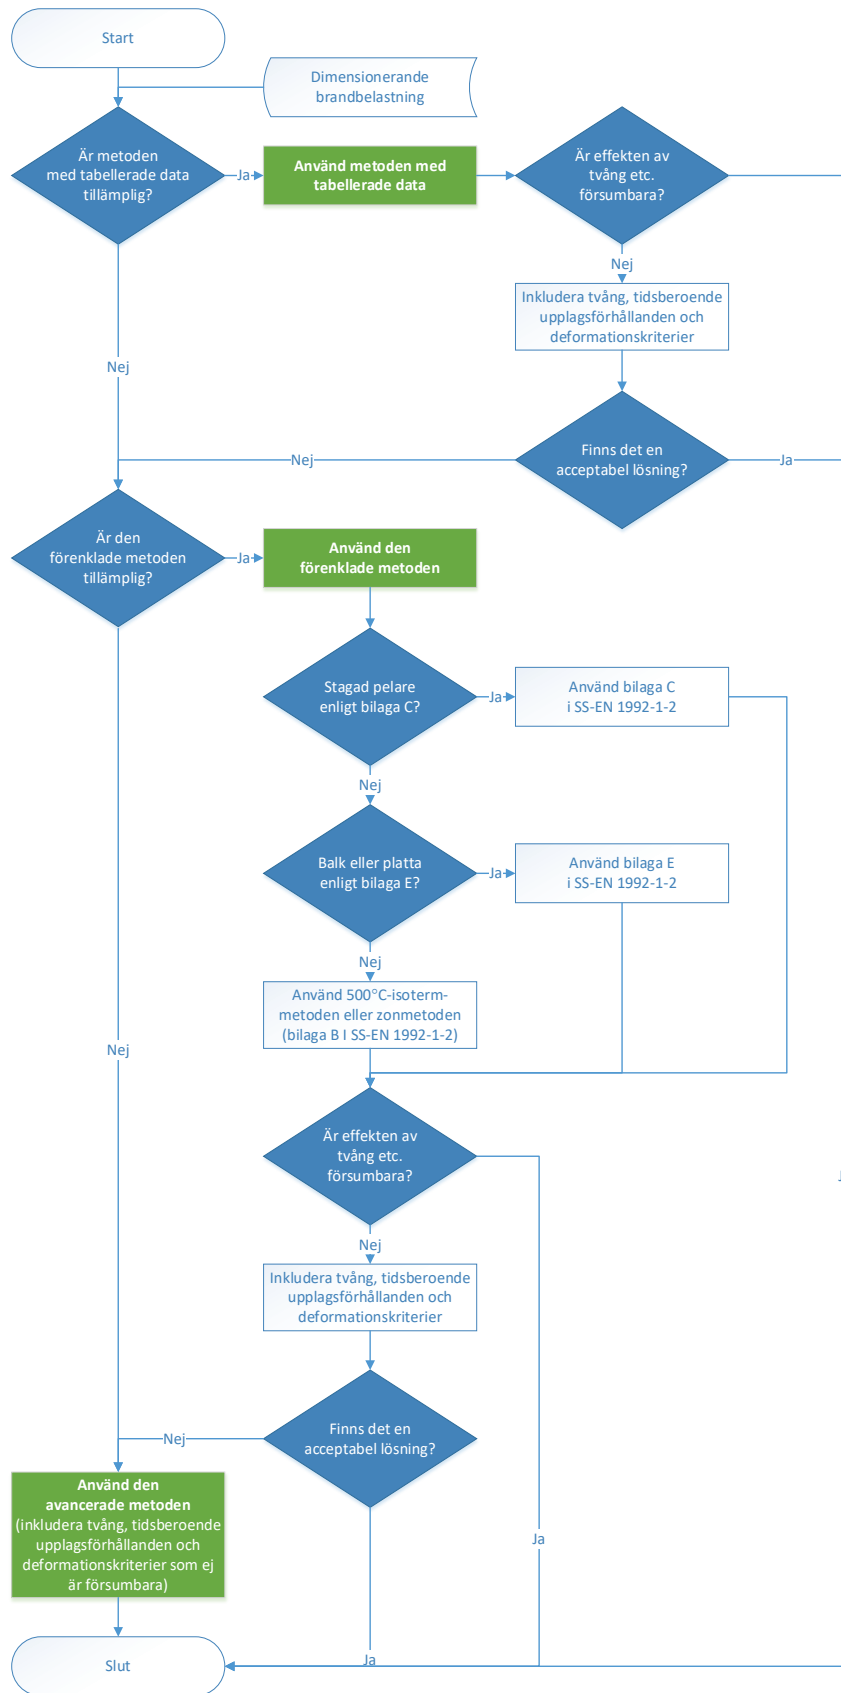 Start
Dimensionerande
brandbelastning
Är metoden
med tabellerade data
tillämplig?
Ja
Använd metoden med
tabellerade data
Är effekten av
tvång etc.
försumbara?
Nej
Inkludera tvång, tidsberoende
upplagsförhållanden och
deformationskriterier
Nej
Finns det en
acceptabel lösning?
Nej
Ja
Är den
förenklade metoden
tillämplig?
Ja
Använd den
förenklade metoden
Stagad pelare
enligt bilaga C?
Ja
Använd bilaga C
i SS-EN 1992-1-2
Nej
Balk eller platta
enligt bilaga E?
Ja
Använd bilaga E
i SS-EN 1992-1-2
Nej
Använd 500°C-isoterm-
metoden eller zonmetoden
(bilaga B I SS-EN 1992-1-2)
Nej
Är effekten av
tvång etc.
försumbara?
Nej
Inkludera tvång, tidsberoende
upplagsförhållanden och
deformationskriterier
Finns det en
acceptabel lösning?
Nej
Använd den
avancerade metoden
(inkludera tvång, tidsberoende
upplagsförhållanden och
deformationskriterier som ej
är försumbara)
Ja
Ja
Slut